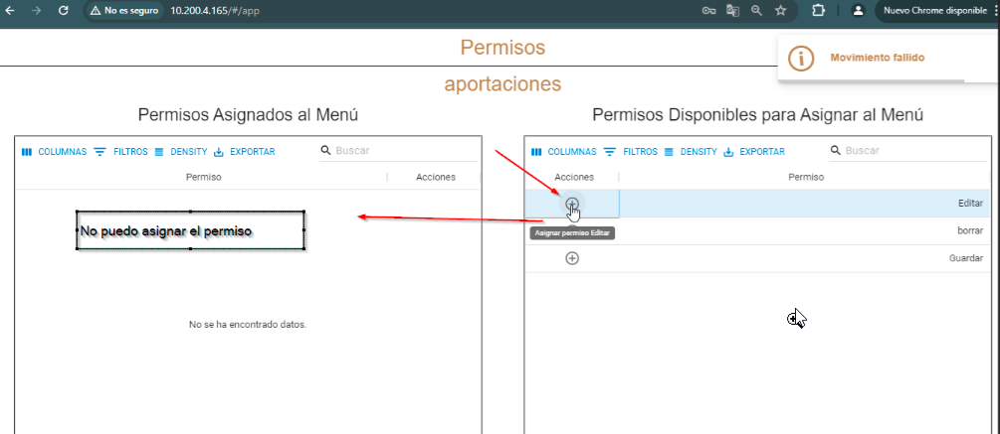 No es seguro 10.200.4.165/#/app Nuevo Chrome disponible
Permisos
Movimiento fallido
aportaciones
Permisos Asignados al Menú
Permisos Disponibles para Asignar al Menú
COLUMNAS FILTROS DENSITY EXPORTAR Buscar
Permiso Acciones
No puedo asignar el permiso
No se ha encontrado datos.
COLUMNAS FILTROS DENSITY EXPORTAR Buscar
Acciones Permiso
Editar
Asignar permiso Editar
borrar
Guardar